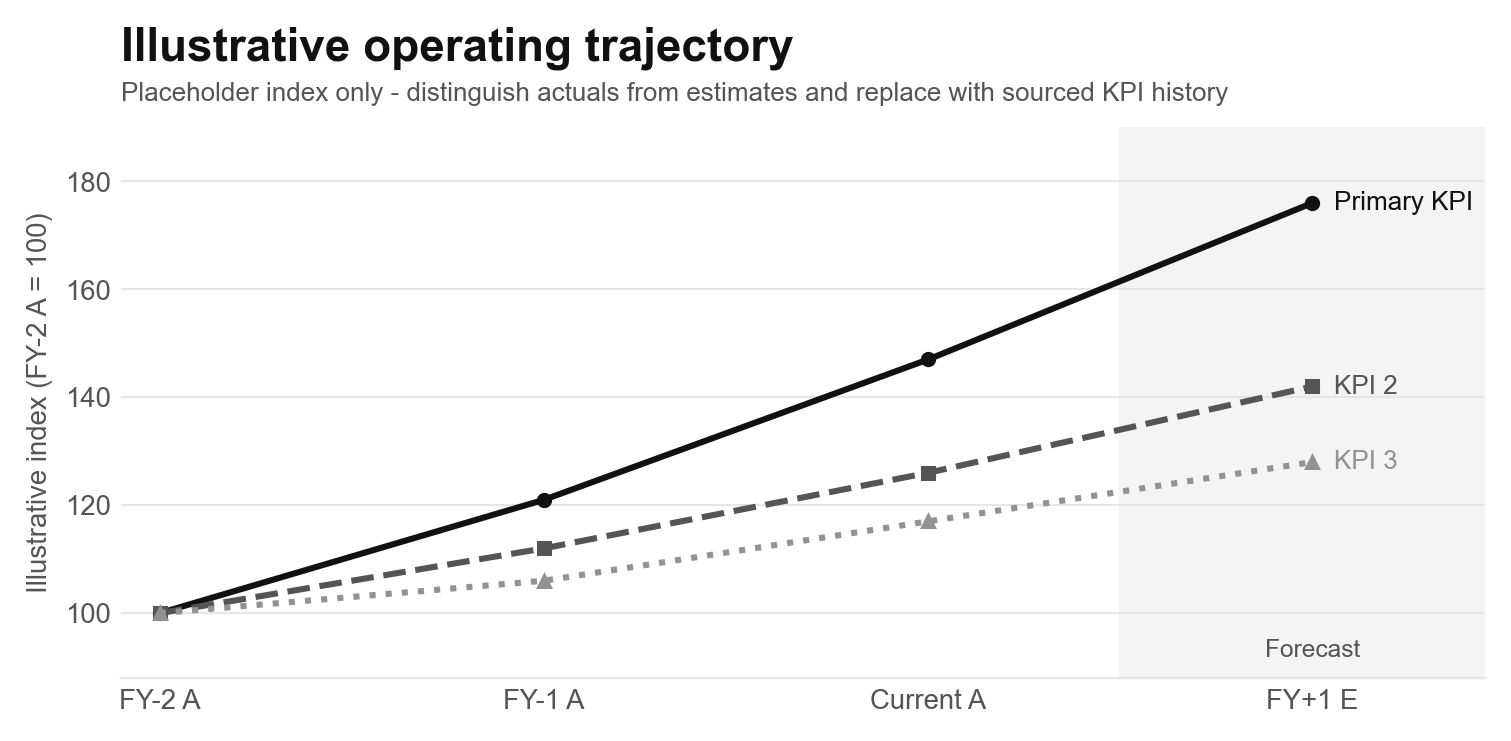 Illustrative operating trajectory
Placeholder index only - distinguish actuals from estimates and replace with sourced KPI history
Illustrative index (FY-2 A = 100)
180
160
140
120
100
Primary KPI
KPI 2
KPI 3
Forecast
FY-2 A
FY-1 A
Current A
FY+1 E